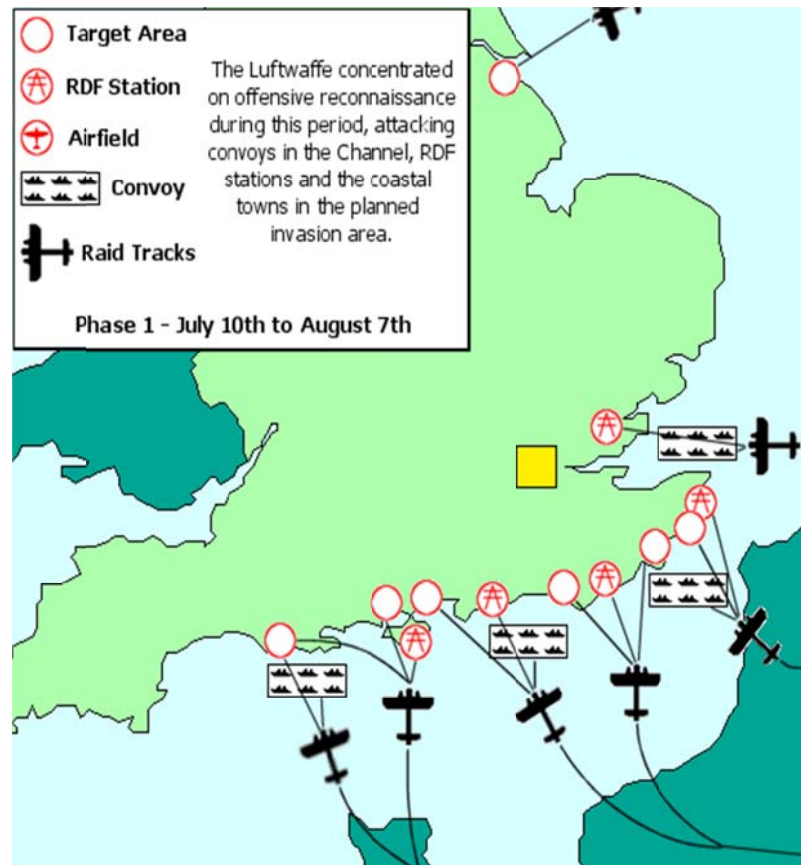 Target Area
RDF Station
Airfield
Convoy
Raid Tracks
The Luftwaffe concentrated
on offensive reconnaissance
during this period, attacking
convoys in the Channel, RDF
stations and the coastal
towns in the planned
invasion area.
Phase 1 - July 10th to August 7th